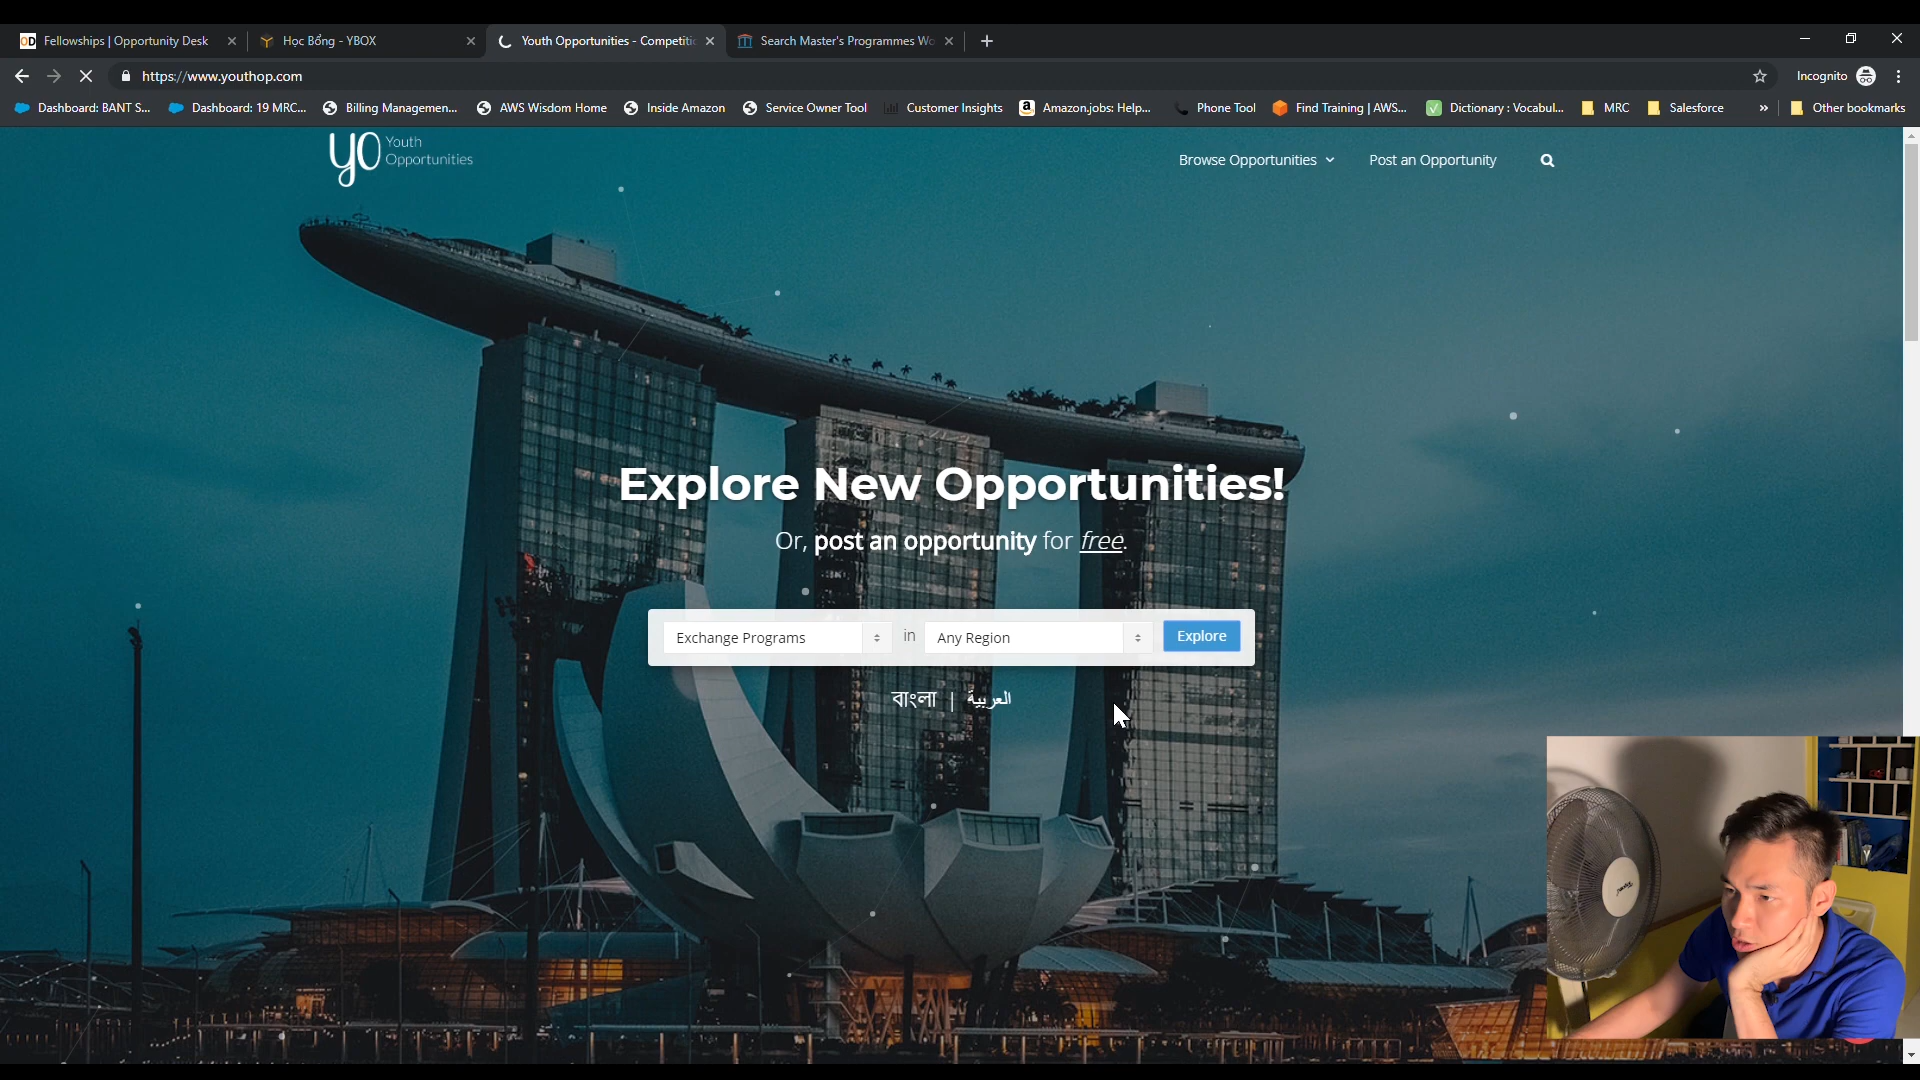 Fellowships | Opportunity Desk
Học Bổng - YBOX
Youth Opportunities - Competitic
Search Master's Programmes Wo
https://www.youthop.com
Incognito
Dashboard: BANT S...
Dashboard: 19 MRC...
Billing Managemen...
AWS Wisdom Home
Inside Amazon
Service Owner Tool
Customer Insights
Amazon.jobs: Help...
Phone Tool
Find Training | AWS...
Dictionary : Vocabul...
MRC
Salesforce
»
Other bookmarks
yo Youth
Opportunities
Browse Opportunities
Post an Opportunity
Explore New Opportunities!
Or, post an opportunity for free.
Exchange Programs
in
Any Region
Explore
বাংলা | العربية